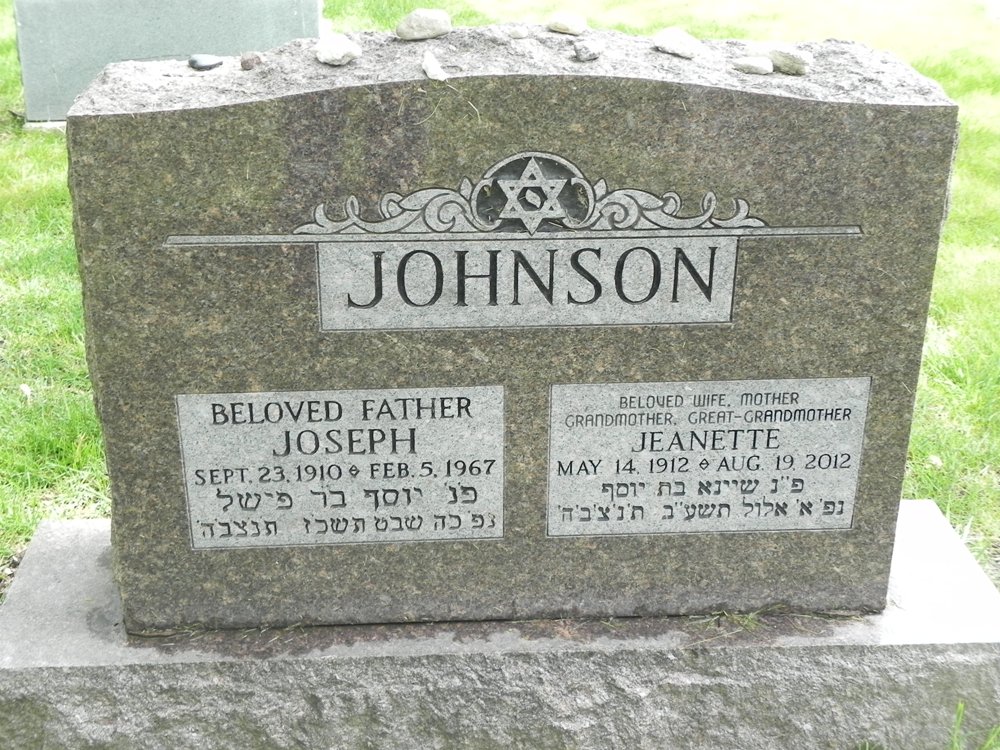 JOHNSON
BELOVED FATHER
JOSEPH
SEPT. 23, 1910 ⋄ FEB. 5, 1967
פ'נ יוסף בר פישל
נפ כה שבט תשכז תנצבה'
BELOVED WIFE, MOTHER
GRANDMOTHER, GREAT-GRANDMOTHER
JEANETTE
MAY 14, 1912 ⋄ AUG. 19, 2012
פ''נ שיינא בת יוסף
נפ' א' אלול תשע''ב ת'נ'צ'ב'ה'